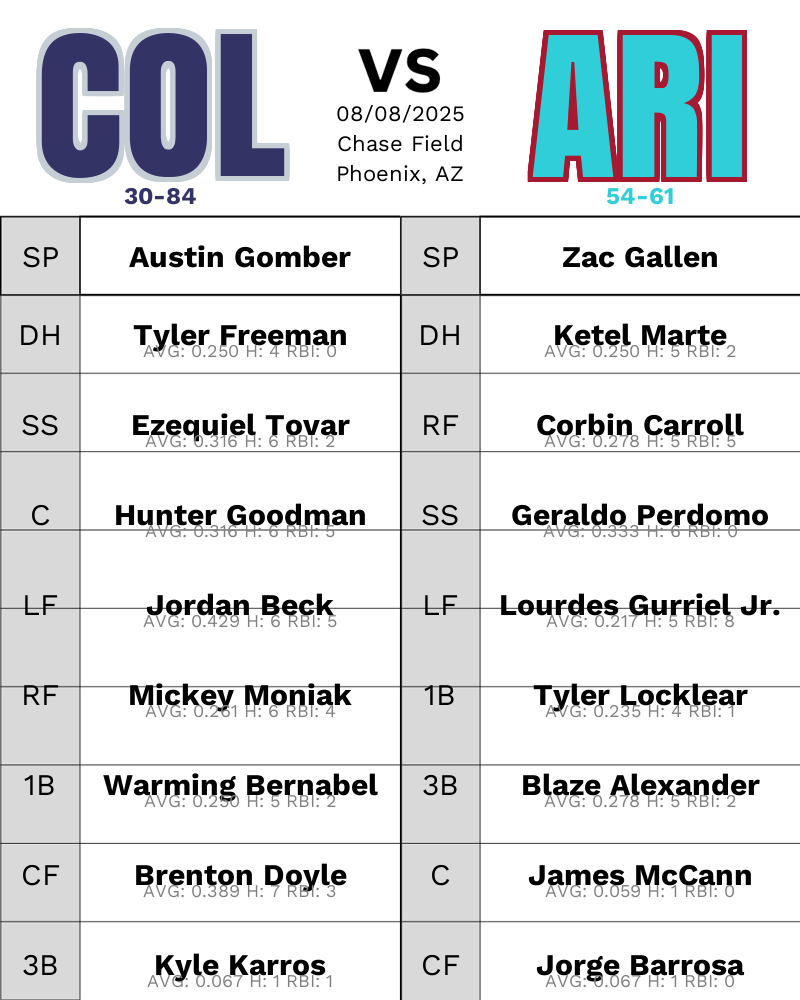 COL
VS
ARI
08/08/2025
Chase Field
Phoenix, AZ
30-84
54-61
SP Austin Gomber SP Zac Gallen
DH Tyler Freeman DH Ketel Marte
AVG: 0.250 H: 4 RBI: 0 AVG: 0.250 H: 5 RBI: 2
SS Ezequiel Tovar RF Corbin Carroll
AVG: 0.316 H: 6 RBI: 2 AVG: 0.278 H: 5 RBI: 5
C Hunter Goodman SS Geraldo Perdomo
AVG: 0.316 H: 6 RBI: 5 AVG: 0.333 H: 6 RBI: 0
LF Jordan Beck LF Lourdes Gurriel Jr.
AVG: 0.429 H: 6 RBI: 5 AVG: 0.217 H: 5 RBI: 8
RF Mickey Moniak 1B Tyler Locklear
AVG: 0.261 H: 6 RBI: 4 AVG: 0.235 H: 4 RBI: 1
1B Warming Bernabel 3B Blaze Alexander
AVG: 0.250 H: 5 RBI: 2 AVG: 0.278 H: 5 RBI: 2
CF Brenton Doyle C James McCann
AVG: 0.389 H: 7 RBI: 3 AVG: 0.059 H: 1 RBI: 0
3B Kyle Karros CF Jorge Barrosa
AVG: 0.067 H: 1 RBI: 1 AVG: 0.067 H: 1 RBI: 0